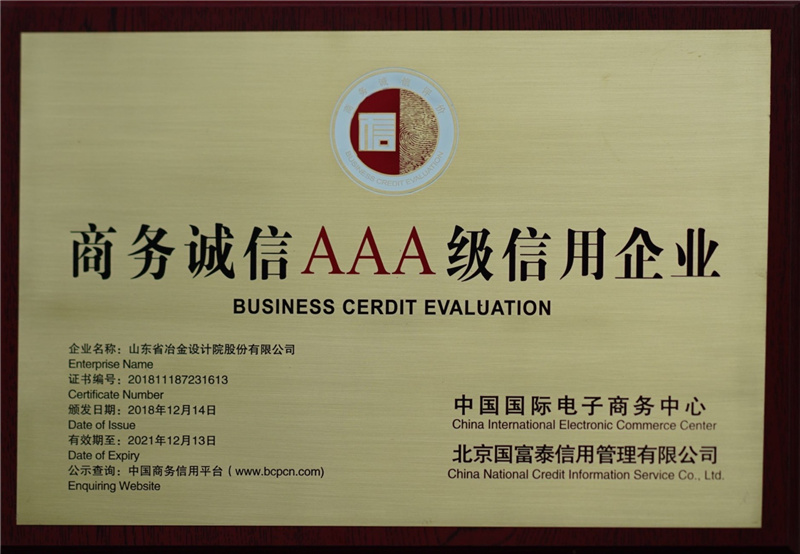 信
BUSINESS CERDIT EVALUATION
商务诚信AAA级信用企业
BUSINESS CERDIT EVALUATION
企业名称：山东省冶金设计院股份有限公司
Enterprise Name
证书编号：201811187231613
Certificate Number
颁发日期：2018年12月14日
Date of Issue
有效期至：2021年12月13日
Date of Expiry
公示查询：中国商务信用平台（www.bcpcn.com)
Enquiring Website
中国国际电子商务中心
China International Electronic Commerce Center
北京国富泰信用管理有限公司
China National Credit Information Service Co., Ltd.